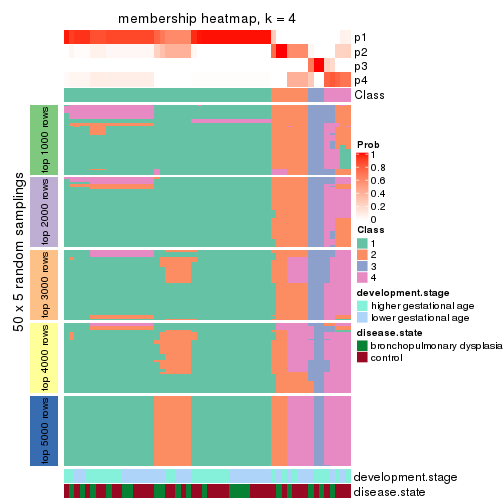 membership heatmap, k = 4
p1
p2
p3
p4
Class
50 x 5 random samplings
top 1000 rows
top 2000 rows
top 3000 rows
top 4000 rows
top 5000 rows
Prob
1
0.8
0.6
0.4
0.2
0
Class
1
2
3
4
development.stage
higher gestational age
lower gestational age
disease.state
bronchopulmonary dysplasia
control
development.stage
disease.state